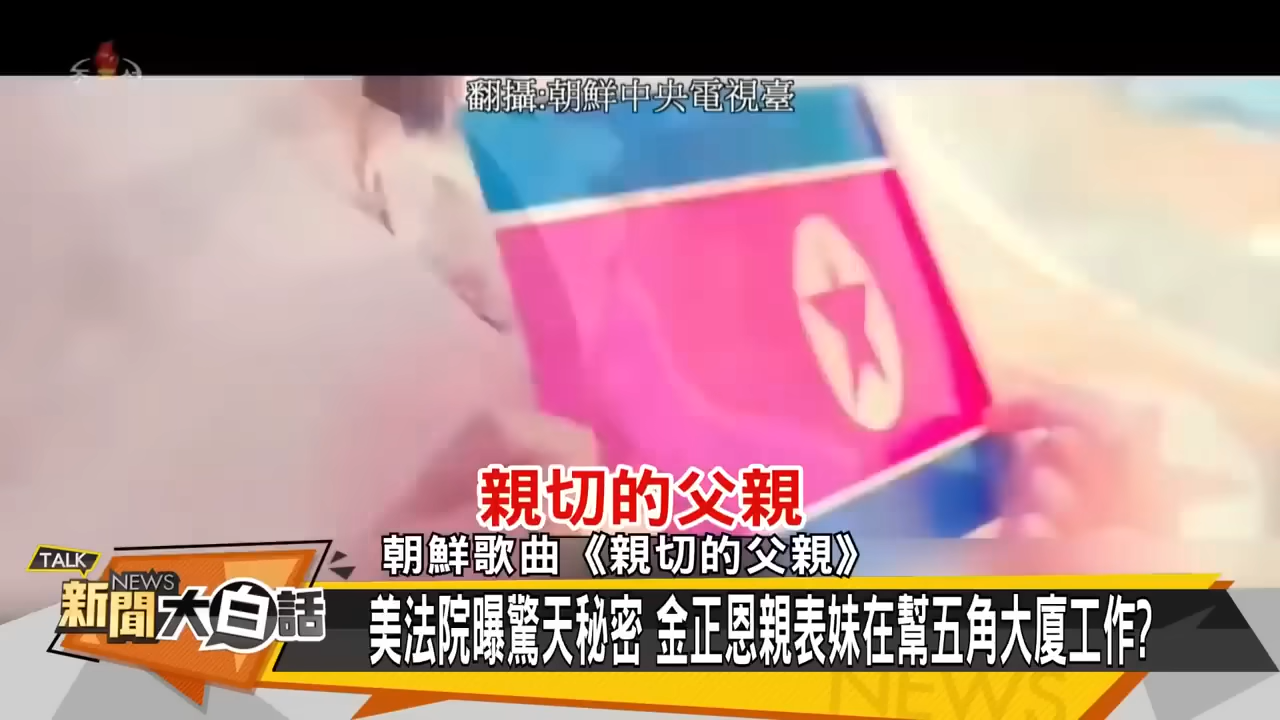 翻攝:朝鮮中央電視臺
親切的父親
朝鮮歌曲《親切的父親》
TALK
NEWS
新聞大白話
美法院曝驚天秘密 金正恩親表妹在幫五角大廈工作?
NEWS